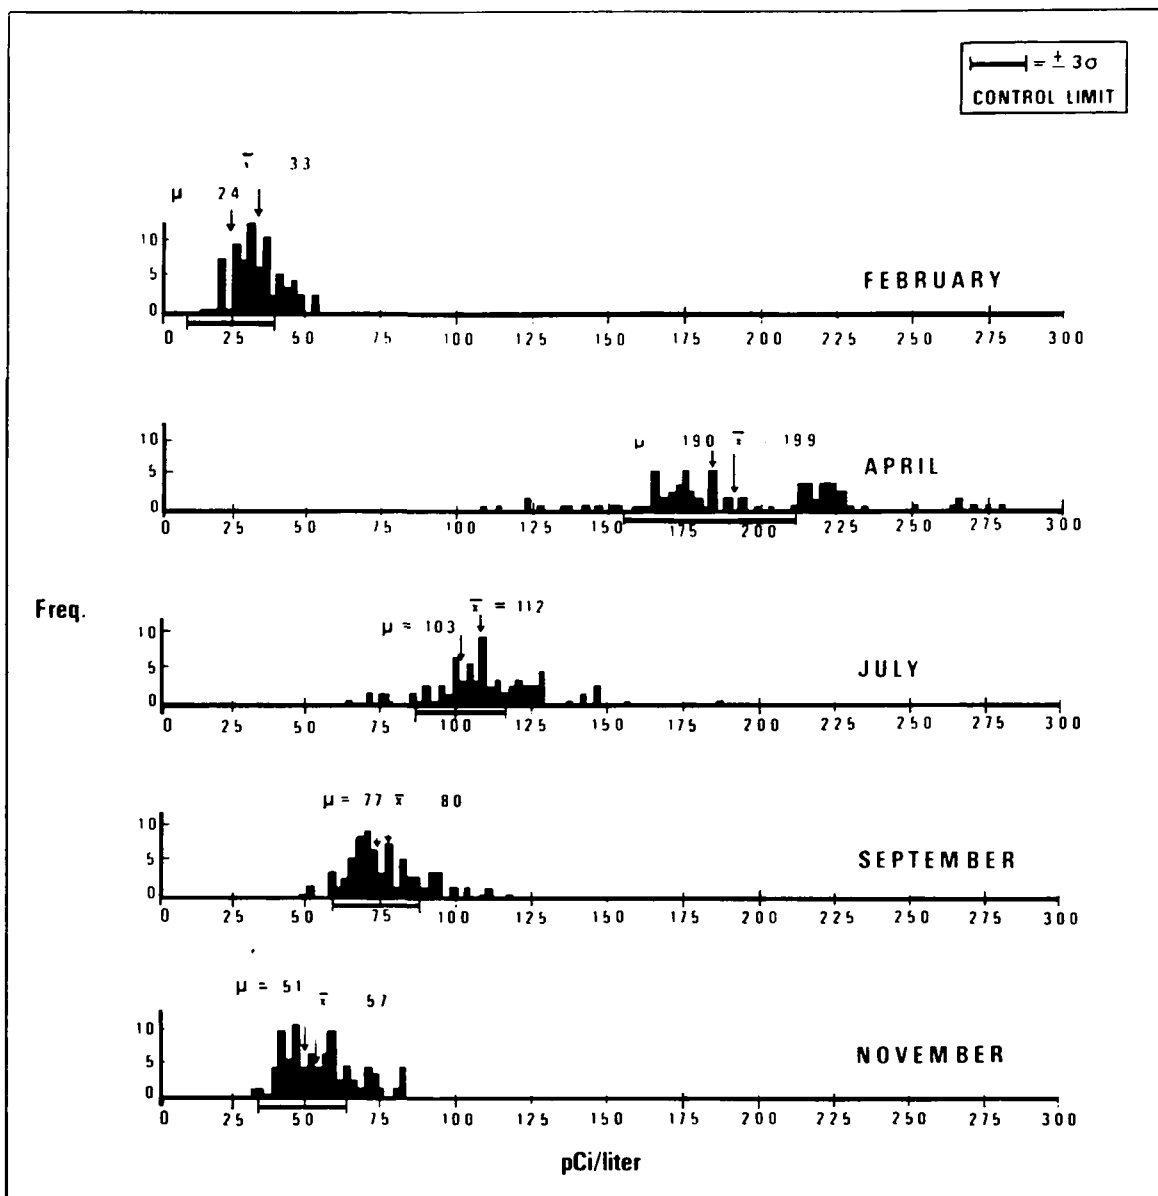 = ± 3σ
CONTROL LIMIT
x̄ 33
μ 24
10
5
0
FEBRUARY
0 25 50 75 100 125 150 175 200 225 250 275 300
μ 190 x̄ 199
10
5
0
APRIL
0 25 50 75 100 125 150 175 200 225 250 275 300
Freq.
x̄ = 112
μ = 103
10
5
0
JULY
0 25 50 75 100 125 150 175 200 225 250 275 300
μ = 77 x̄ 80
10
5
0
SEPTEMBER
0 25 50 75 100 125 150 175 200 225 250 275 300
μ = 51
x̄ 57
10
5
0
NOVEMBER
0 25 50 75 100 125 150 175 200 225 250 275 300
pCi/liter